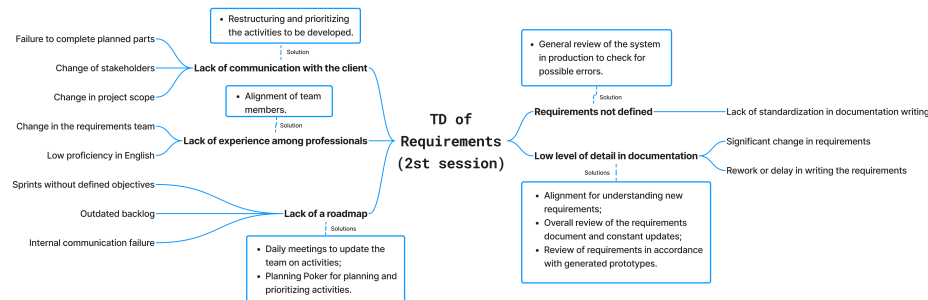 • Restructuring and prioritizing
the activities to be developed.
Solution
Failure to complete planned parts
Change of stakeholders
Change in project scope
Lack of communication with the client
• Alignment of team
members.
Solution
Change in the requirements team
Low proficiency in English
Lack of experience among professionals
Sprints without defined objectives
Outdated backlog
Internal communication failure
Lack of a roadmap
Solutions
• Daily meetings to update the
team on activities;
• Planning Poker for planning and
prioritizing activities.
TD of
Requirements
(2st session)
• General review of the system
in production to check for
possible errors.
Solution
Requirements not defined
Lack of standardization in documentation writing
Low level of detail in documentation
Significant change in requirements
Rework or delay in writing the requirements
Solutions
• Alignment for understanding new
requirements;
• Overall review of the requirements
document and constant updates;
• Review of requirements in accordance
with generated prototypes.